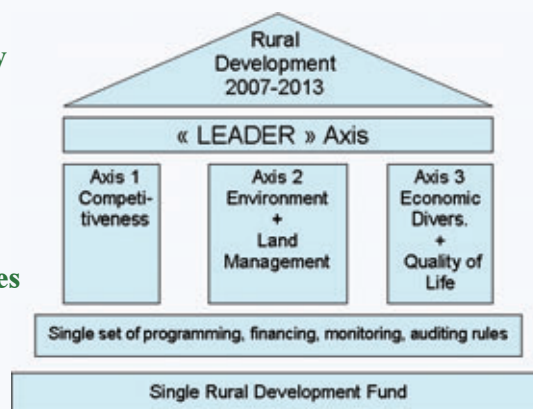 Rural
Development
2007-2013
« LEADER » Axis
Axis 1
Competi-
tiveness
Axis 2
Environment
+
Land
Management
Axis 3
Economic
Divers.
+
Quality of
Life
Single set of programming, financing, monitoring, auditing rules
Single Rural Development Fund